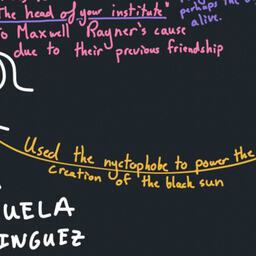 The head of your institute"
perhaps the
alive.
to Maxwell Rayner's cause
due to their previous friendship
Used the nyctophobe to power the
creation of the black sun
UELA
INGUEZ